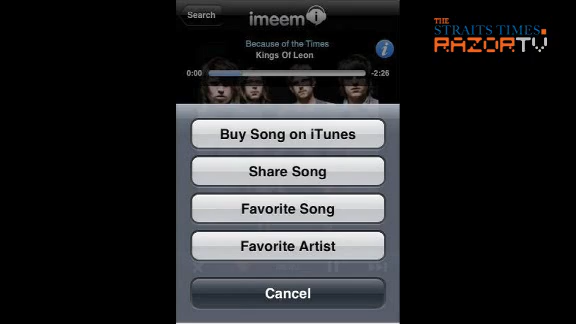 Search
imeem i
THE
STRAITS TIMES
RAZORTV
Because of the Times
Kings Of Leon
i
0:00
-2:26
Buy Song on iTunes
Share Song
Favorite Song
Favorite Artist
Cancel